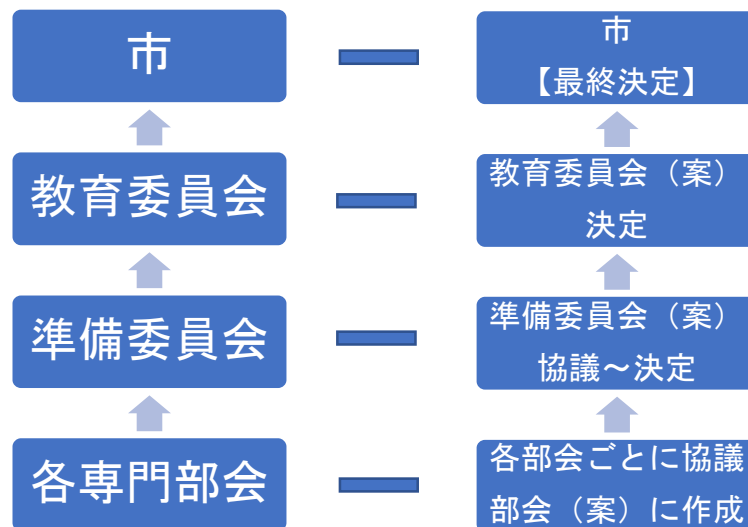 市
市
【最終決定】
教育委員会
教育委員会（案）
決定
準備委員会
準備委員会（案）
協議～決定
各専門部会
各部会ごとに協議
部会（案）に作成